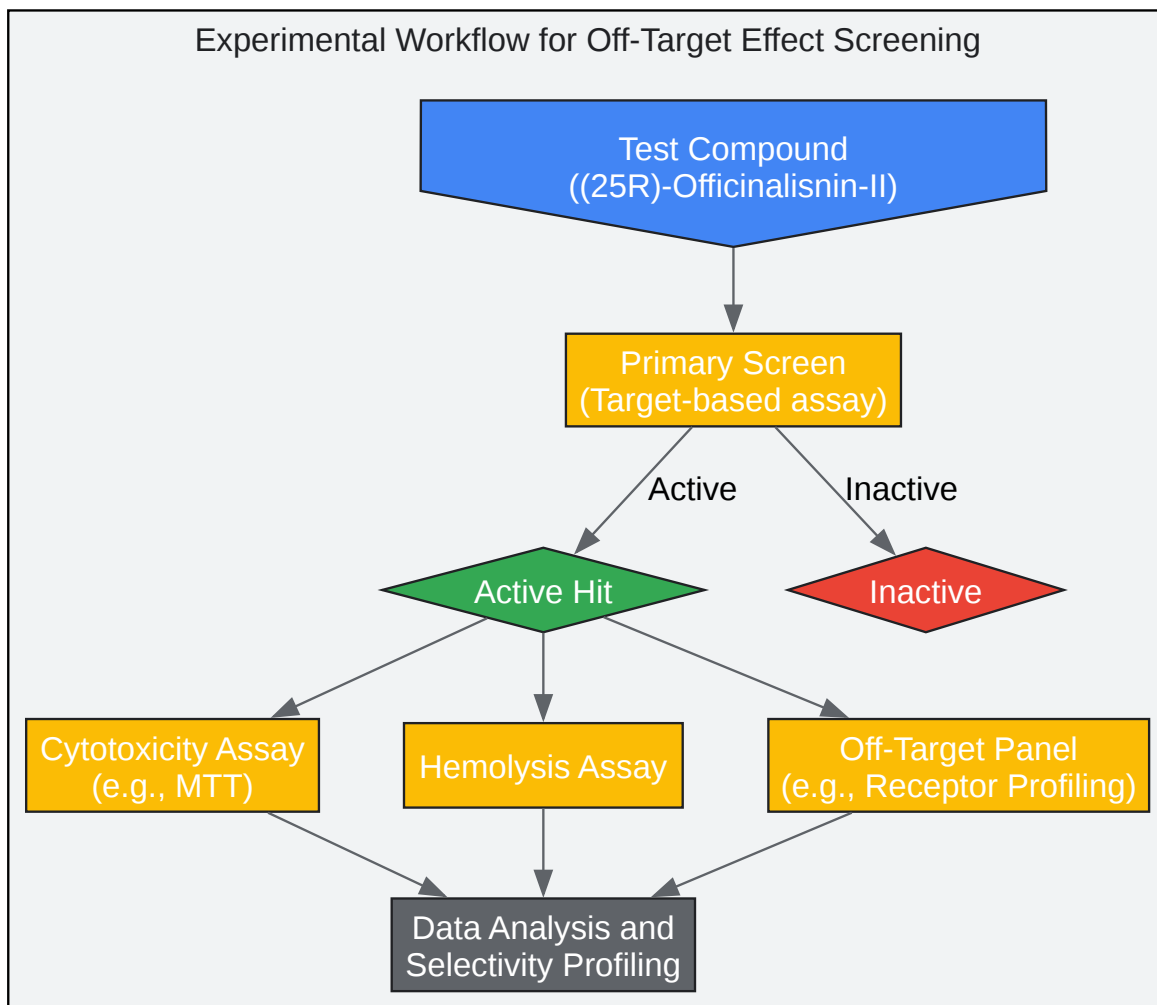 Experimental Workflow for Off-Target Effect Screening
Test Compound
((25R)-Officinalisnin-II)
Primary Screen
(Target-based assay)
Active
Inactive
Active Hit
Inactive
Cytotoxicity Assay
(e.g., MTT)
Hemolysis Assay
Off-Target Panel
(e.g., Receptor Profiling)
Data Analysis and
Selectivity Profiling